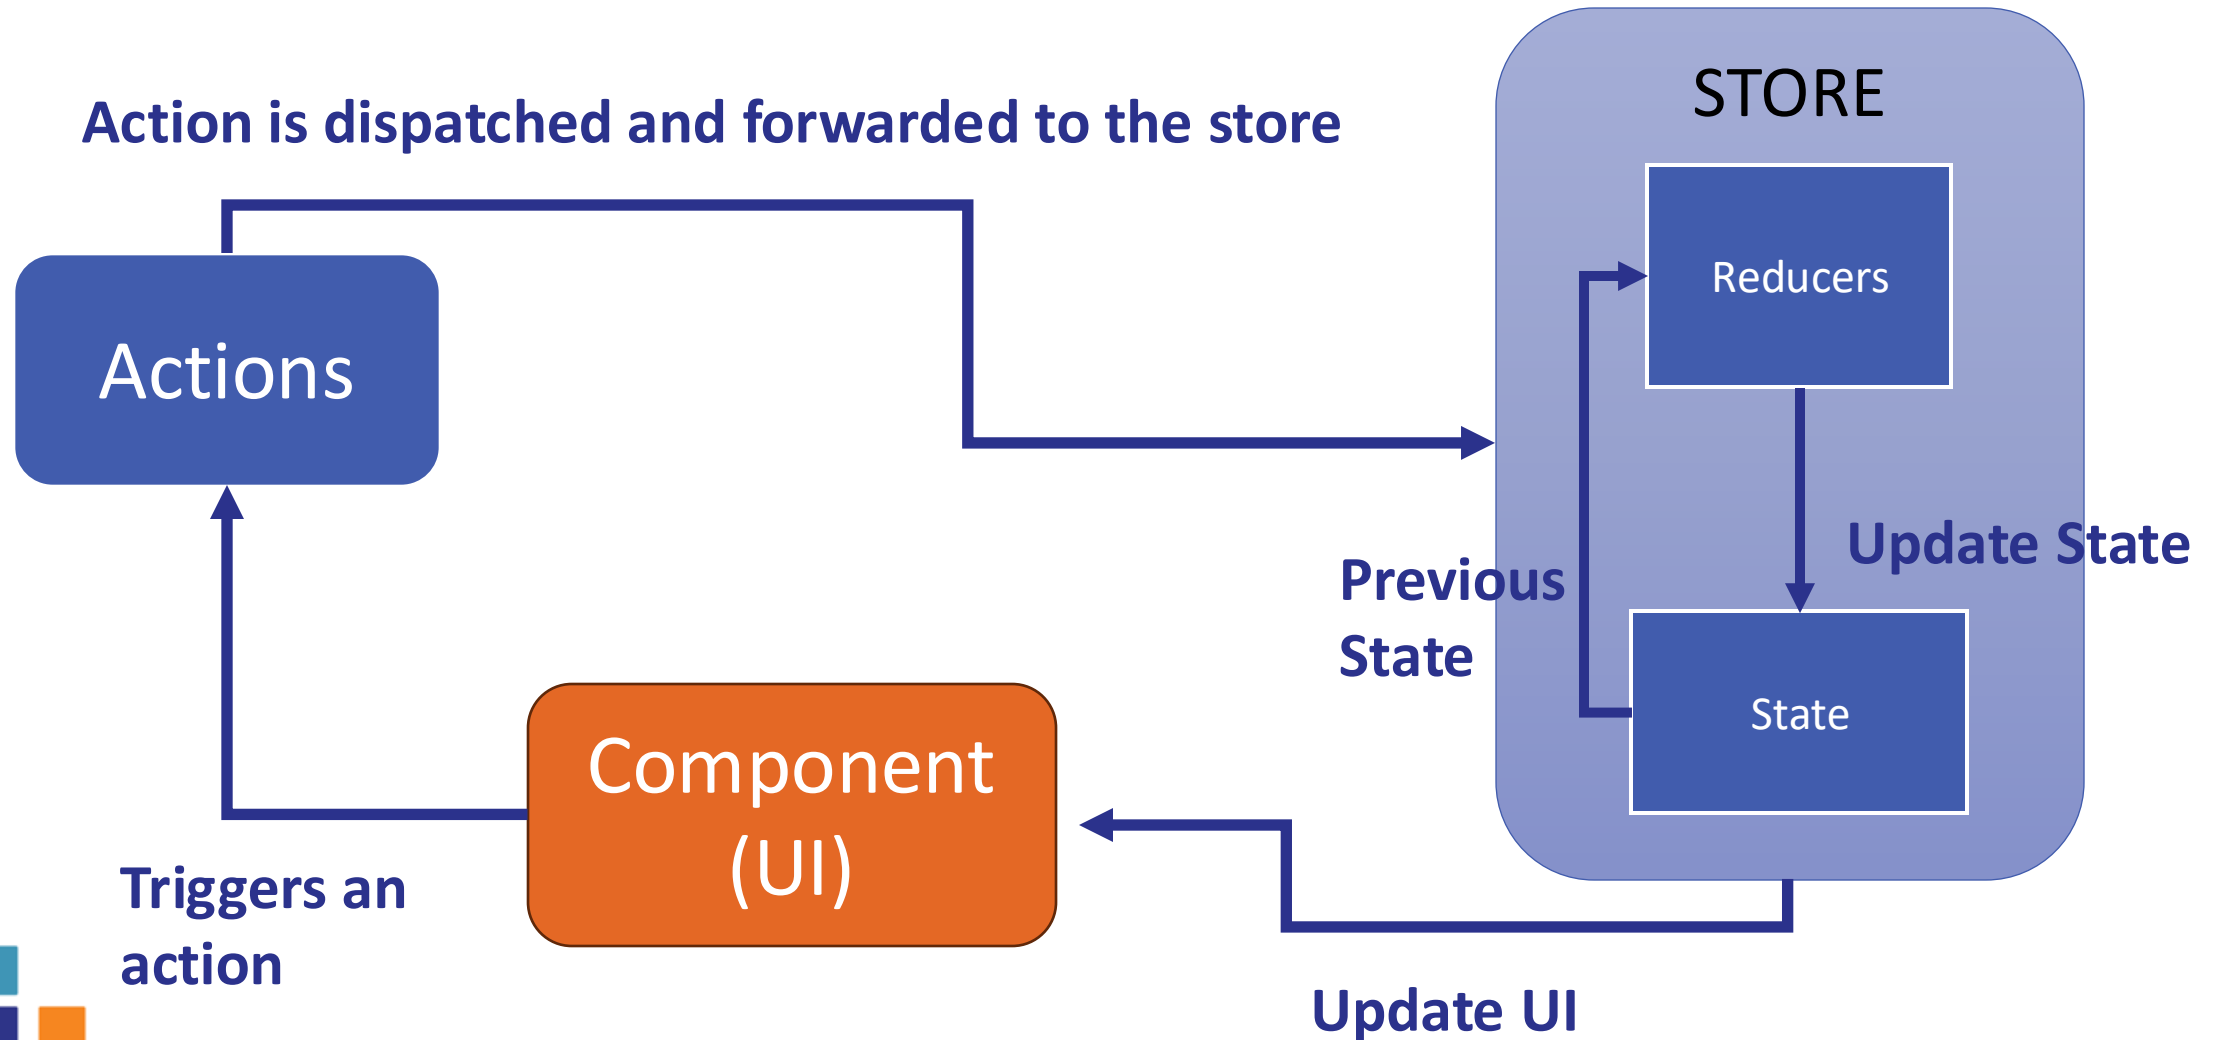 Action is dispatched and forwarded to the store
STORE
Reducers
Actions
Update State
Previous
State
State
Component
(UI)
Triggers an
action
Update UI